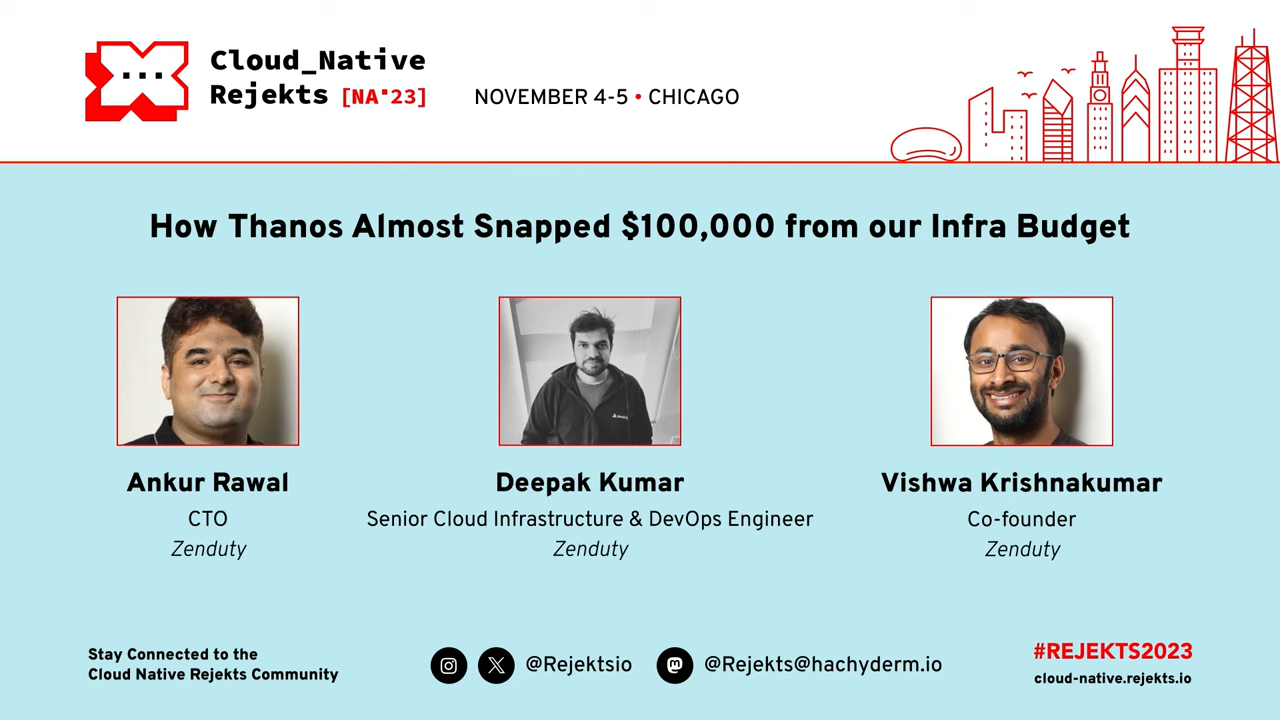 Cloud_Native
Rejekts [NA'23]
NOVEMBER 4-5 • CHICAGO
How Thanos Almost Snapped $100,000 from our Infra Budget
Ankur Rawal
CTO
Zenduty
Deepak Kumar
Senior Cloud Infrastructure & DevOps Engineer
Zenduty
Vishwa Krishnakumar
Co-founder
Zenduty
Stay Connected to the
Cloud Native Rejekts Community
@Rejektsio
@Rejekts@hachyderm.io
#REJEKTS2023
cloud-native.rejekts.io